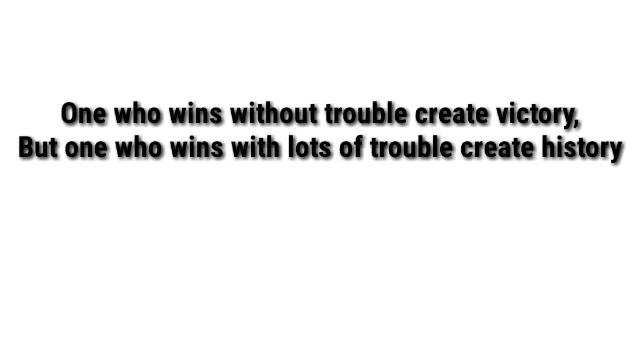 One who wins without trouble create victory,
But one who wins with lots of trouble create history